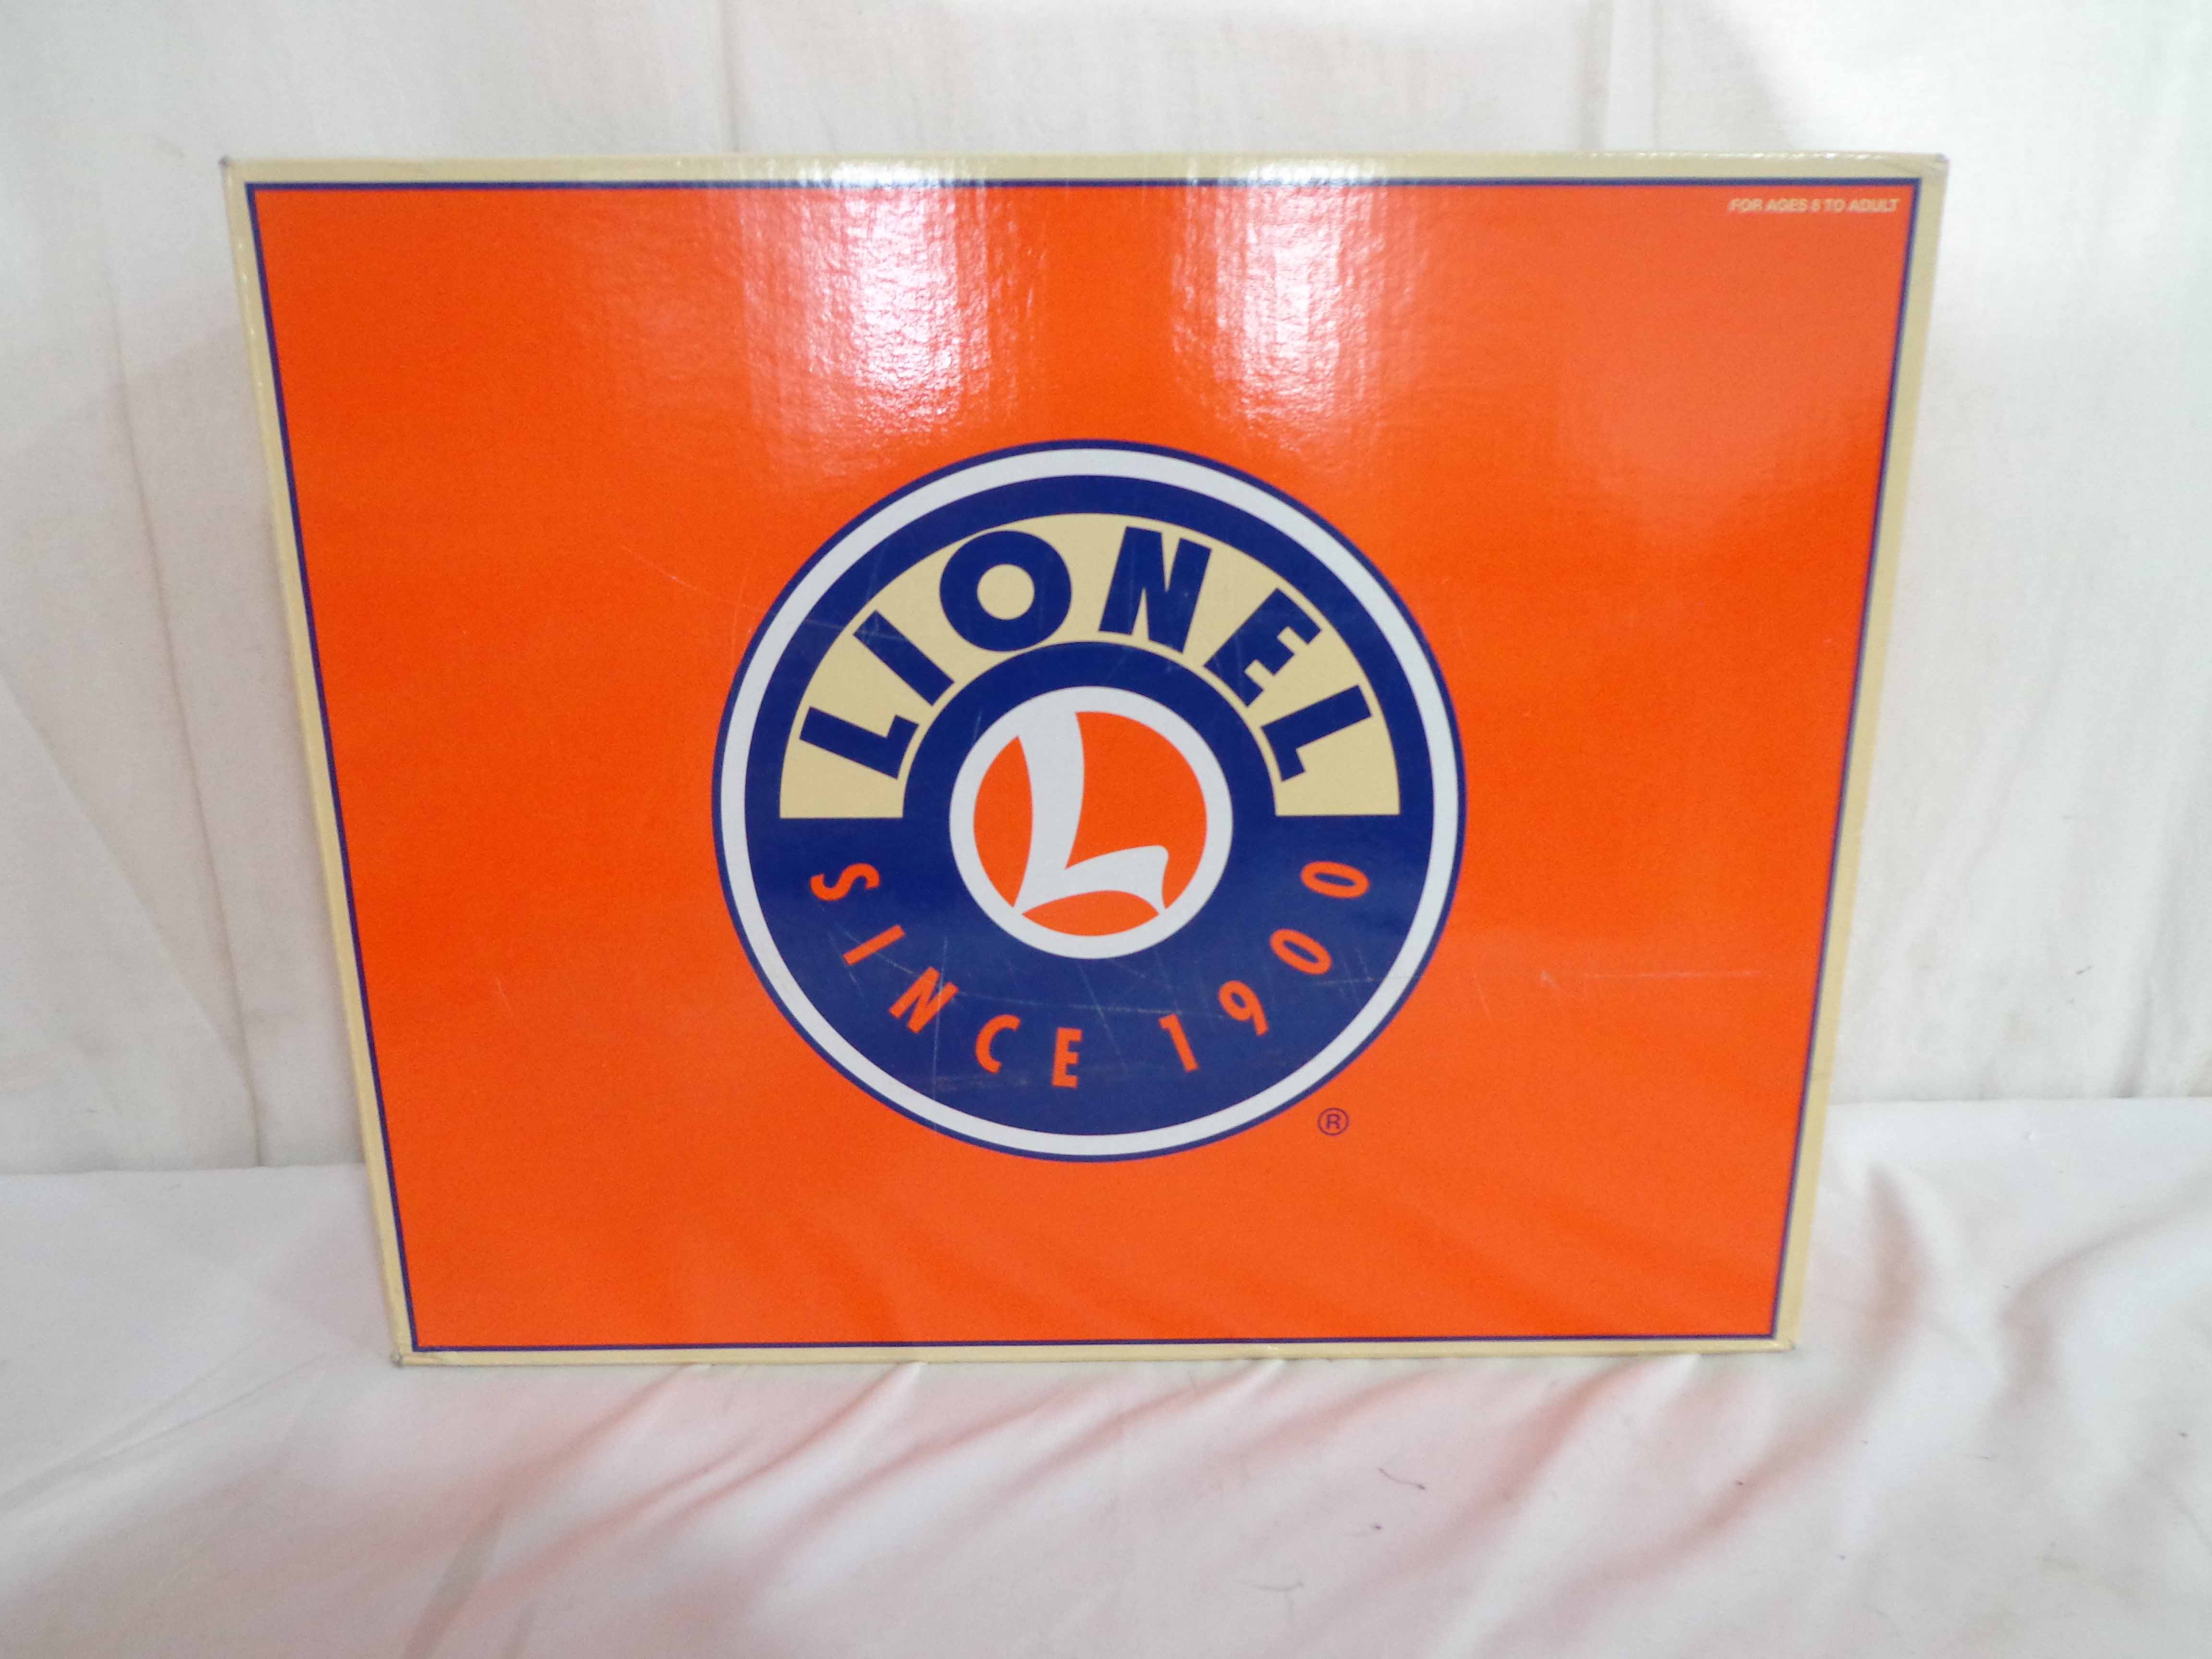 FOR AGES 8 TO ADULT
LIONEL
L
SINCE 1900
®